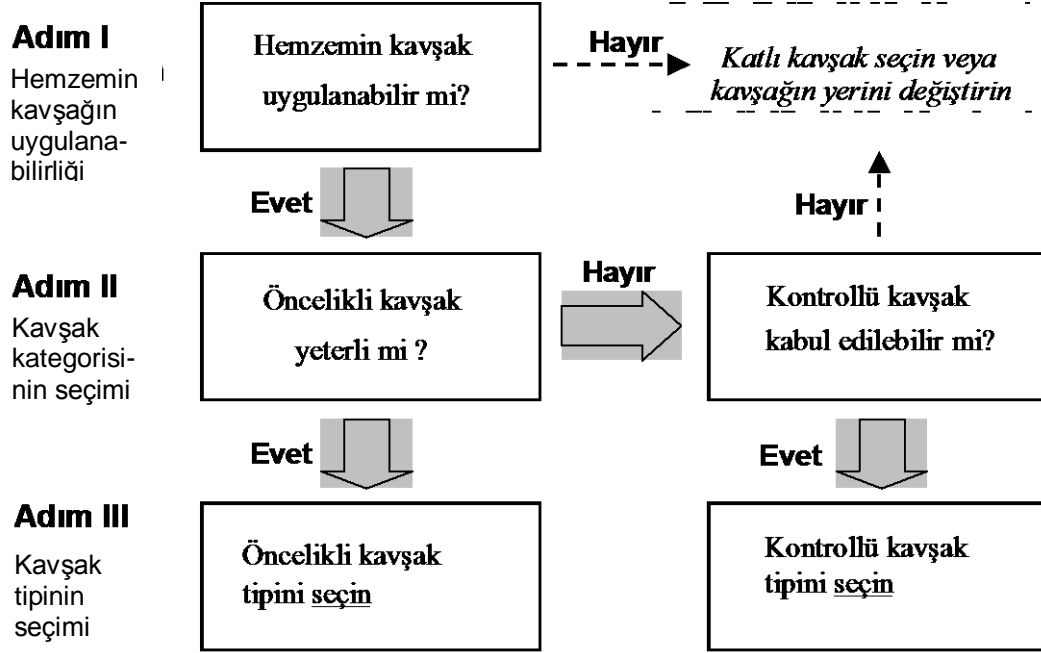 Adım I
Hemzemin
kavşağın
uygulana-
bilirliği
Hemzemin kavşak
uygulanabilir mi?
Hayır
Katlı kavşak seçin veya
kavşağın yerini değiştirin
Evet
Hayır
Adım II
Kavşak
kategorisi-
nin seçimi
Öncelikli kavşak
yeterli mi ?
Hayır
Kontrollü kavşak
kabul edilebilir mi?
Evet
Evet
Adım III
Kavşak
tipinin
seçimi
Öncelikli kavşak
tipini seçin
Kontrollü kavşak
tipini seçin